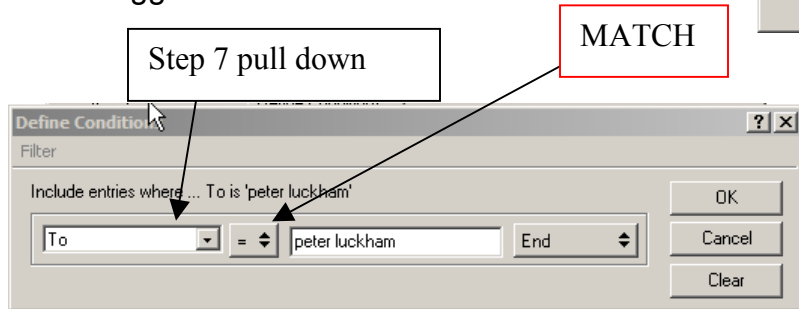 MATCH
Step 7 pull down
Define Condition
Filter
Include entries where ... To is 'peter luckham'
To = peter luckham End
OK
Cancel
Clear